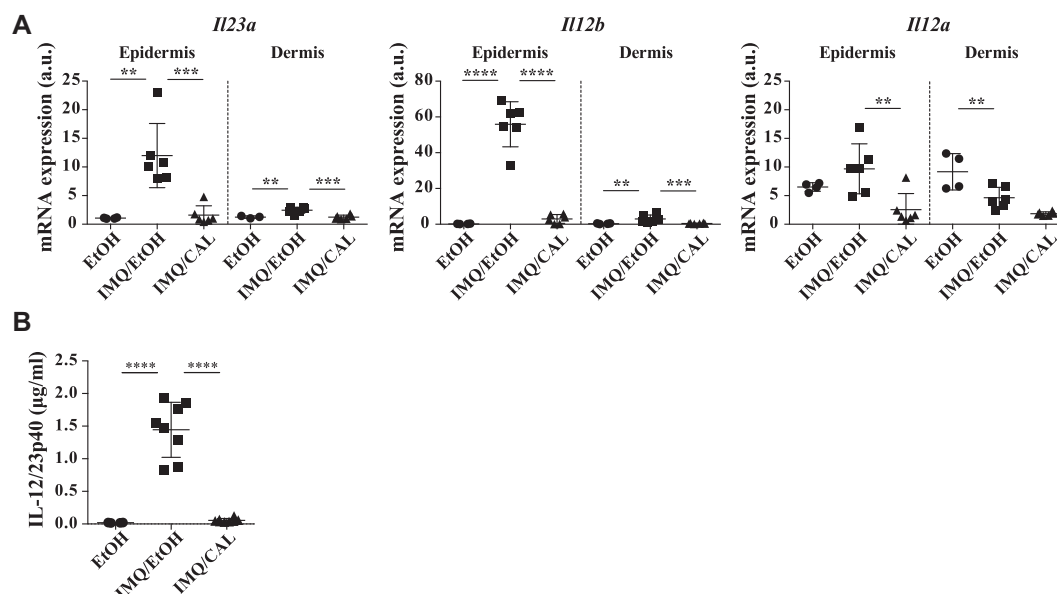 A
Il23a
Il12b
Il12a
Epidermis Dermis
Epidermis Dermis
Epidermis Dermis
mRNA expression (a.u.)
25
20
15
10
5
0
** ***
** ***
EtOH
IMQ/EtOH
IMQ/CAL
EtOH
IMQ/EtOH
IMQ/CAL
mRNA expression (a.u.)
80
60
40
20
0
**** ****
** ***
EtOH
IMQ/EtOH
IMQ/CAL
EtOH
IMQ/EtOH
IMQ/CAL
mRNA expression (a.u.)
25
20
15
10
5
0
**
**
EtOH
IMQ/EtOH
IMQ/CAL
EtOH
IMQ/EtOH
IMQ/CAL
B
IL-12/23p40 (µg/ml)
2.5
2.0
1.5
1.0
0.5
0.0
**** ****
EtOH
IMQ/EtOH
IMQ/CAL